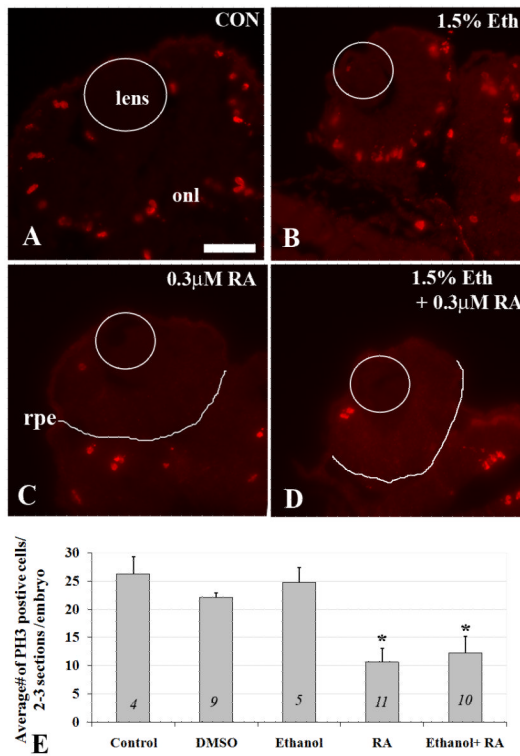 CON
lens
onl
A
1.5% Eth
B
0.3μM RA
rpe
C
1.5% Eth
+ 0.3μM RA
D
Average# of PH3 postive cells/
2-3 sections /embryo
30
25
20
15
10
5
0
4
9
5
*
11
*
10
Control
DMSO
Ethanol
RA
Ethanol+ RA
E